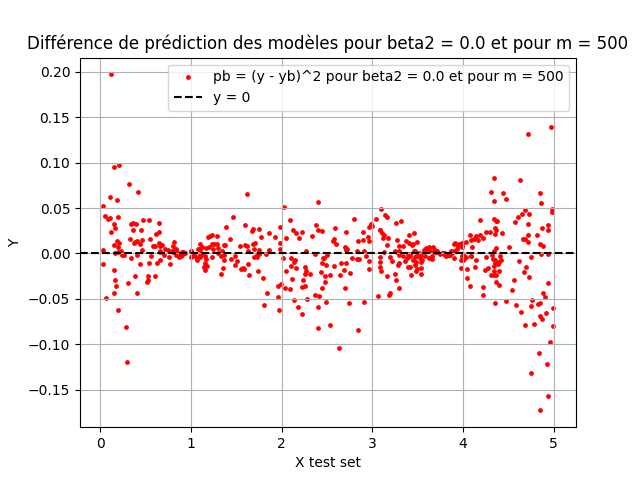 Différence de prédiction des modèles pour beta2 = 0.0 et pour m = 500
pb = (y - yb)^2 pour beta2 = 0.0 et pour m = 500
y = 0
0.20
0.15
0.10
0.05
0.00
−0.05
−0.10
−0.15
Y
0 1 2 3 4 5
X test set